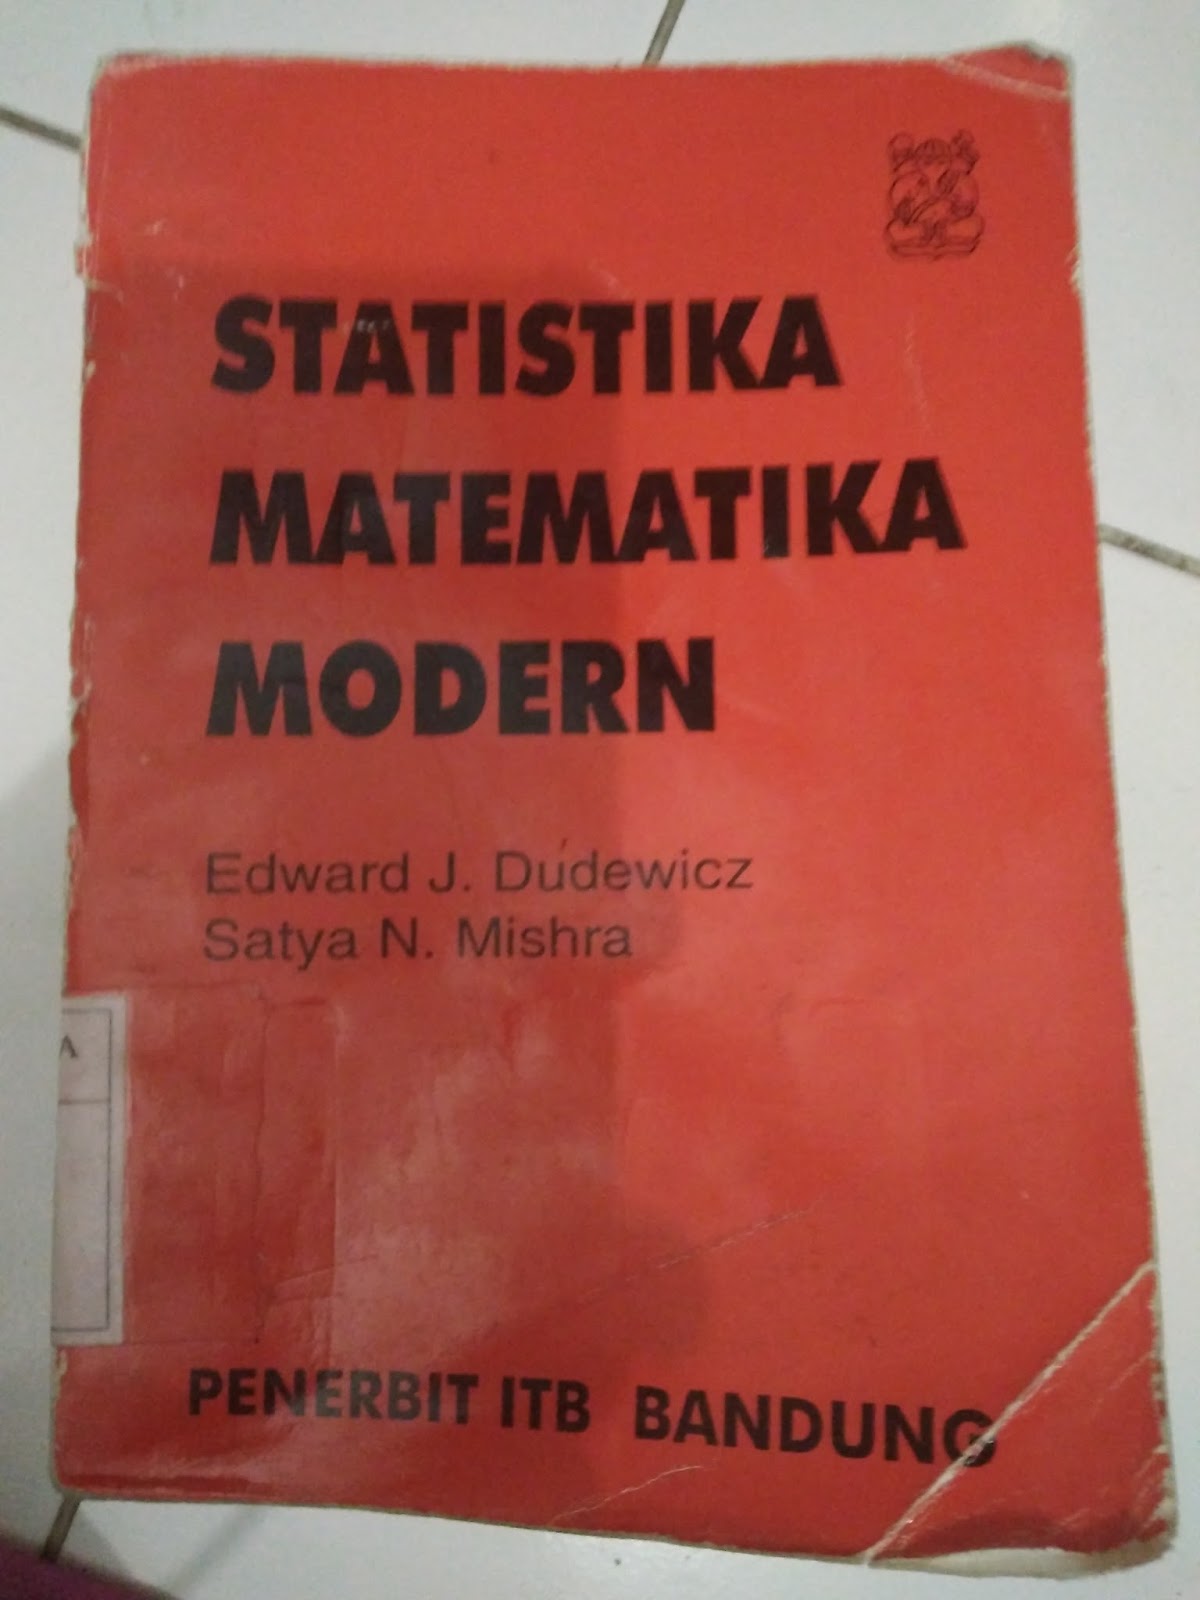 STATISTIKA
MATEMATIKA
MODERN
Edward J. Dudewicz
Satya N. Mishra
A
PENERBIT ITB BANDUNG